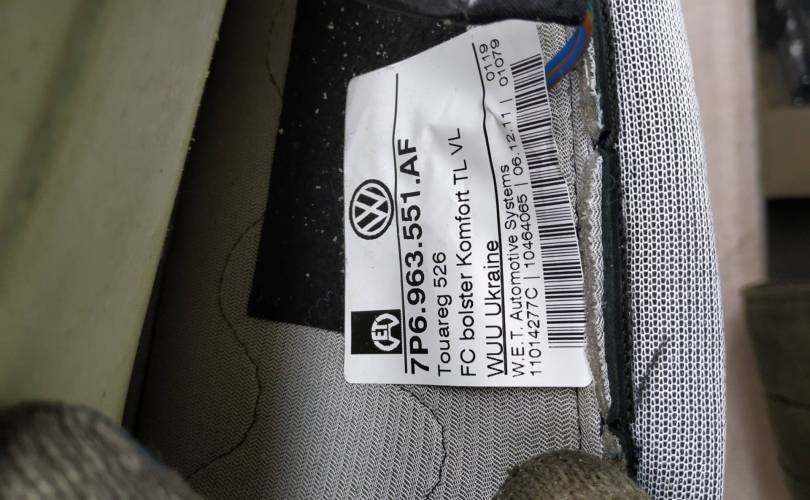 7P6.963.551.AF
Touareg 526
FC bolster Komfort TL VL
WUU Ukraine
0119
W.E.T. Automotive Systems
01079
11014277C | 10464065 | 06.12.11 |